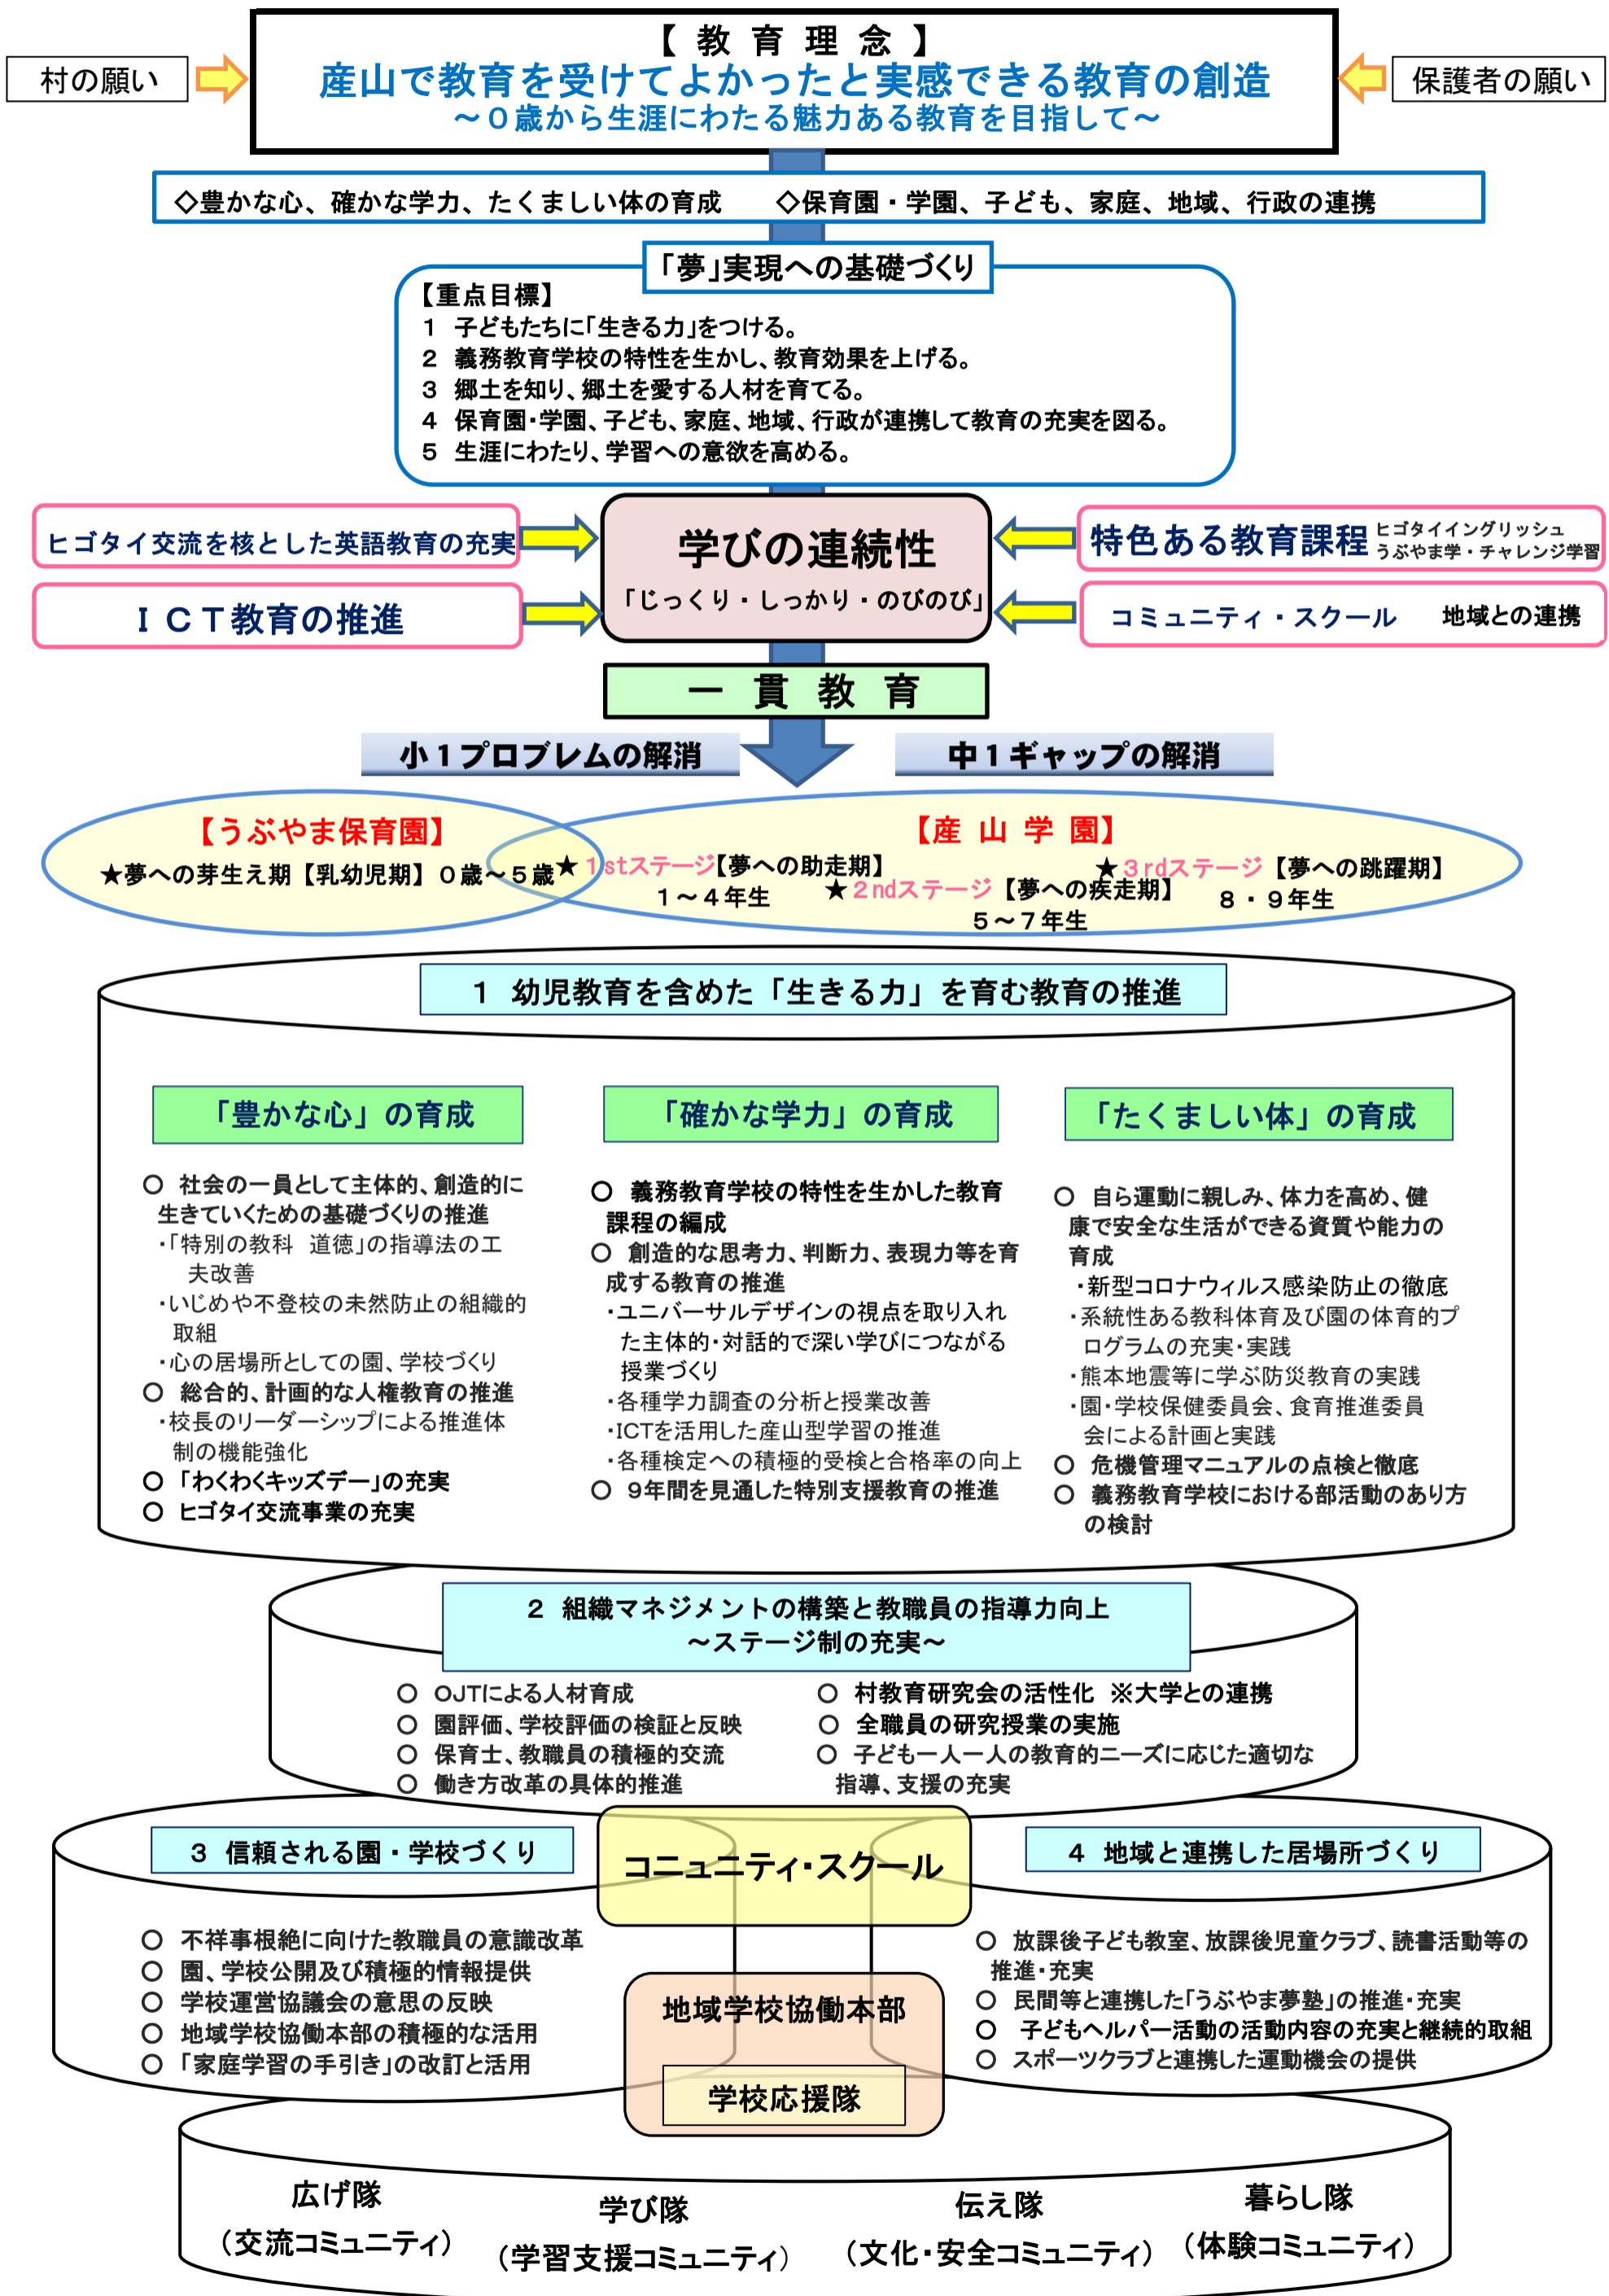 【 教 育 理 念 】
村の願い
産山で教育を受けてよかったと実感できる教育の創造
保護者の願い
～０歳から生涯にわたる魅力ある教育を目指して～
◇豊かな心、確かな学力、たくましい体の育成　◇保育園・学園、子ども、家庭、地域、行政の連携
「夢」実現への基礎づくり
【重点目標】
１ 子どもたちに「生きる力」をつける。
２ 義務教育学校の特性を生かし、教育効果を上げる。
３ 郷土を知り、郷土を愛する人材を育てる。
４ 保育園・学園、子ども、家庭、地域、行政が連携して教育の充実を図る。
５ 生涯にわたり、学習への意欲を高める。
ヒゴタイ交流を核とした英語教育の充実
ＩＣＴ教育の推進
学びの連続性
「じっくり・しっかり・のびのび」
特色ある教育課程
ヒゴタイイングリッシュ
うぶやま学・チャレンジ学習
コミュニティ・スクール　地域との連携
一 貫 教 育
小１プロブレムの解消
中１ギャップの解消
【うぶやま保育園】
★夢への芽生え期【乳幼児期】０歳～５歳
【産 山 学 園】
★１stステージ【夢への助走期】
１～４年生
★２ndステージ【夢への疾走期】
５～７年生
★３rdステージ【夢への跳躍期】
８・９年生
１ 幼児教育を含めた「生きる力」を育む教育の推進
「豊かな心」の育成
○ 社会の一員として主体的、創造的に
生きていくための基礎づくりの推進
・「特別の教科 道徳」の指導法の工
夫改善
・いじめや不登校の未然防止の組織的
取組
・心の居場所としての園、学校づくり
○ 総合的、計画的な人権教育の推進
・校長のリーダーシップによる推進体
制の機能強化
○ 「わくわくキッズデー」の充実
○ ヒゴタイ交流事業の充実
「確かな学力」の育成
○ 義務教育学校の特性を生かした教育
課程の編成
○ 創造的な思考力、判断力、表現力等を育
成する教育の推進
・ユニバーサルデザインの視点を取り入れ
た主体的・対話的で深い学びにつながる
授業づくり
・各種学力調査の分析と授業改善
・ICTを活用した産山型学習の推進
・各種検定への積極的受検と合格率の向上
○ 9年間を見通した特別支援教育の推進
「たくましい体」の育成
○ 自ら運動に親しみ、体力を高め、健
康で安全な生活ができる資質や能力の
育成
・新型コロナウィルス感染防止の徹底
・系統性ある教科体育及び園の体育的プ
ログラムの充実・実践
・熊本地震等に学ぶ防災教育の実践
・園・学校保健委員会、食育推進委員
会による計画と実践
○ 危機管理マニュアルの点検と徹底
○ 義務教育学校における部活動のあり方
の検討
２ 組織マネジメントの構築と教職員の指導力向上
～ステージ制の充実～
○ OJTによる人材育成
○ 園評価、学校評価の検証と反映
○ 保育士、教職員の積極的交流
○ 働き方改革の具体的推進
○ 村教育研究会の活性化 ※大学との連携
○ 全職員の研究授業の実施
○ 子ども一人一人の教育的ニーズに応じた適切な
指導、支援の充実
３ 信頼される園・学校づくり
○ 不祥事根絶に向けた教職員の意識改革
○ 園、学校公開及び積極的情報提供
○ 学校運営協議会の意思の反映
○ 地域学校協働本部の積極的な活用
○ 「家庭学習の手引き」の改訂と活用
コニュニティ・スクール
地域学校協働本部
学校応援隊
４ 地域と連携した居場所づくり
○ 放課後子ども教室、放課後児童クラブ、読書活動等の
推進・充実
○ 民間等と連携した「うぶやま夢塾」の推進・充実
○ 子どもヘルパー活動の活動内容の充実と継続的取組
○ スポーツクラブと連携した運動機会の提供
広げ隊
（交流コミュニティ）
学び隊
（学習支援コミュニティ）
伝え隊
（文化・安全コミュニティ）
暮らし隊
（体験コミュニティ）